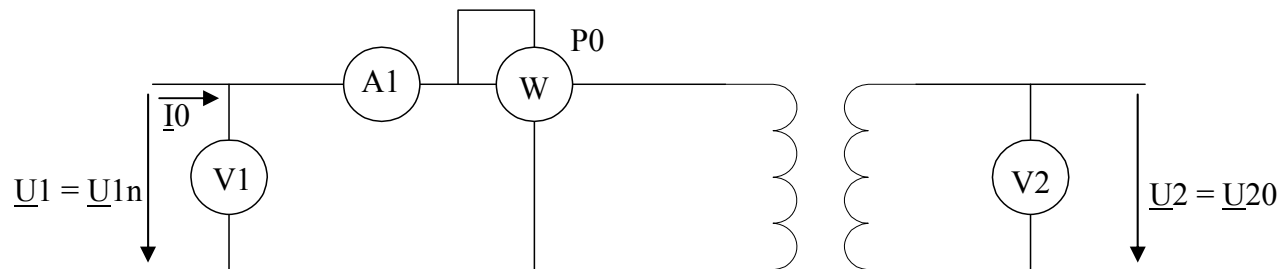 P0
A1
W
I0
V1
V2
U1 = U1n
U2 = U20